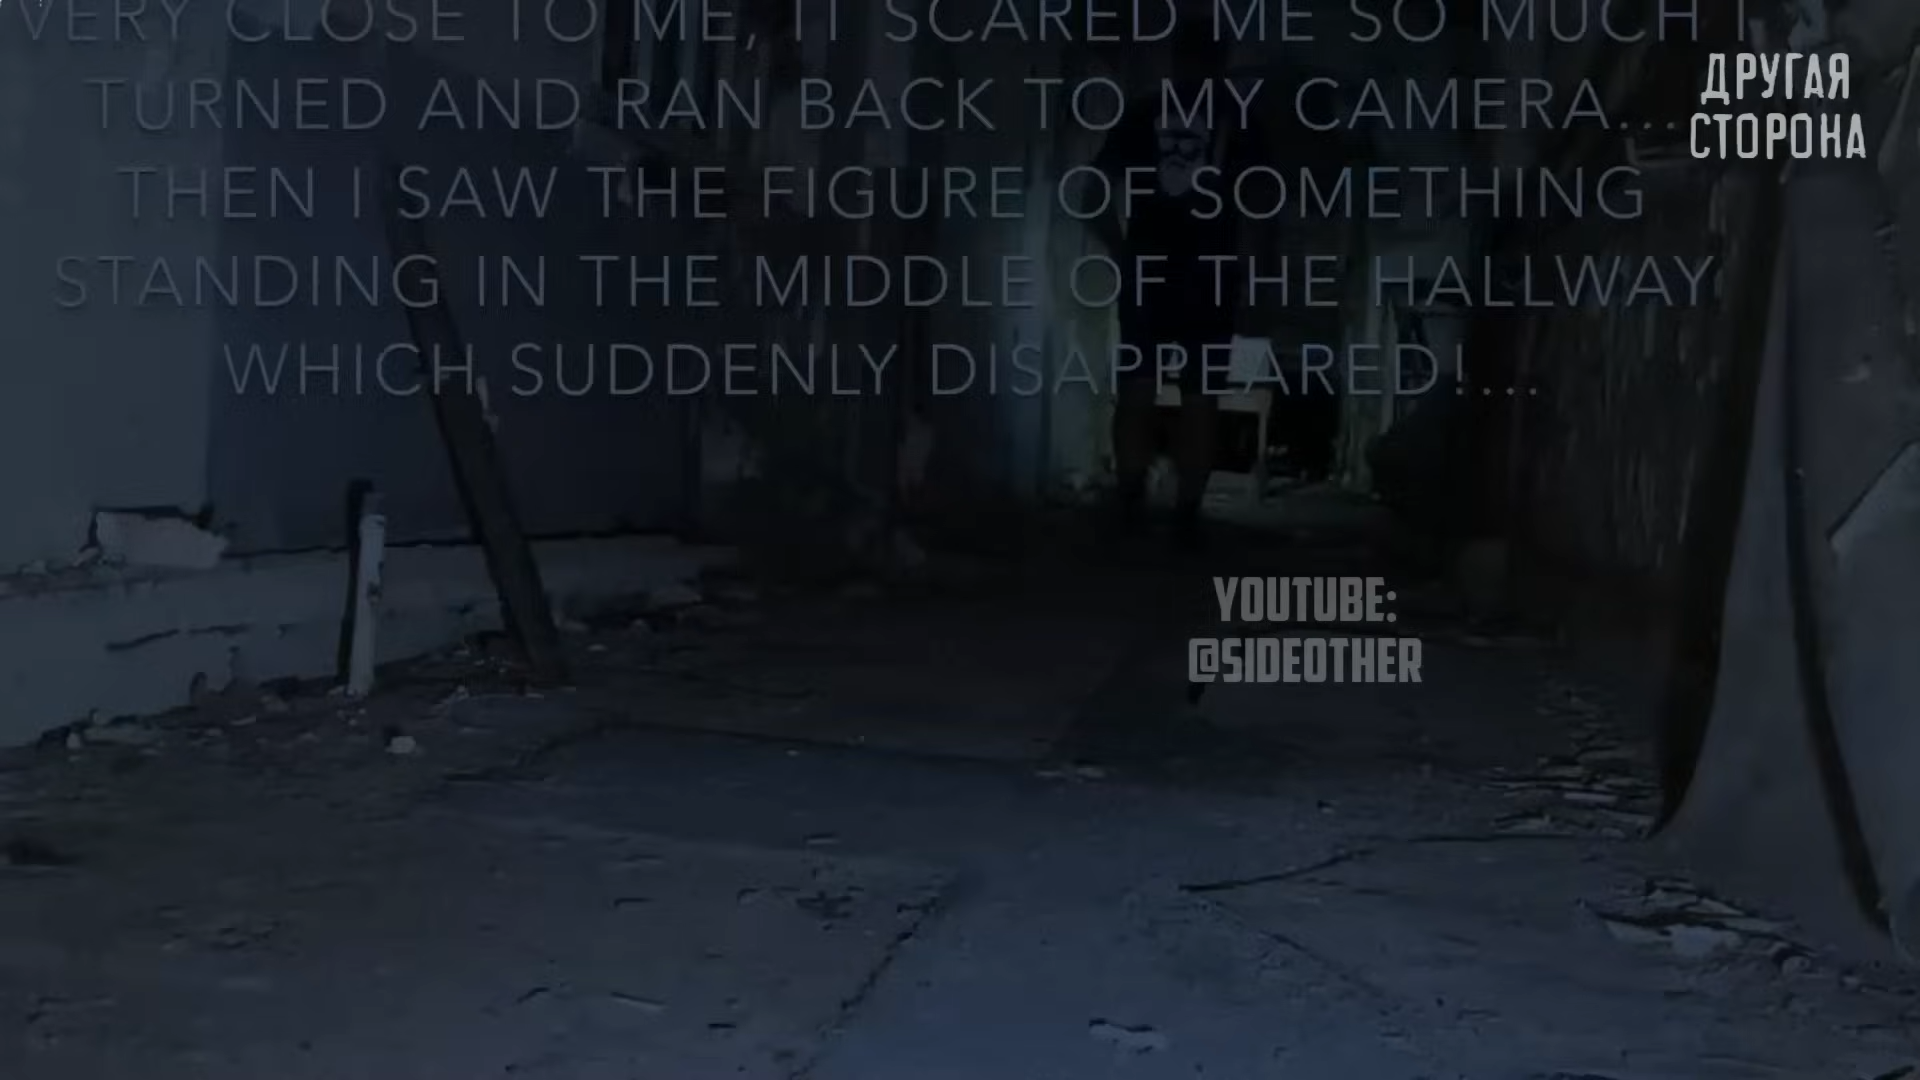 VERY CLOSE TO ME, IT SCARED ME SO MUCH I
TURNED AND RAN BACK TO MY CAMERA...
THEN I SAW THE FIGURE OF SOMETHING
STANDING IN THE MIDDLE OF THE HALLWAY
WHICH SUDDENLY DISAPPEARED!...
ДРУГАЯ
СТОРОНА
YOUTUBE:
@SIDEOTHER